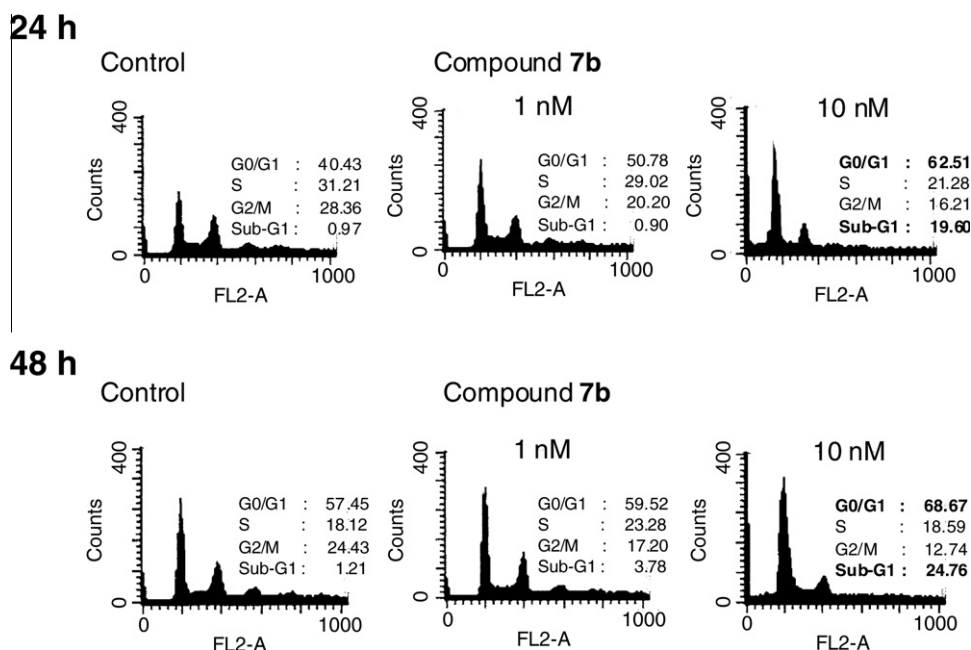 24 h
Control
Compound 7b
1 nM
10 nM
400
Counts
0
G0/G1 : 40.43
S : 31.21
G2/M : 28.36
Sub-G1 : 0.97
0 1000
FL2-A
400
Counts
0
G0/G1 : 50.78
S : 29.02
G2/M : 20.20
Sub-G1 : 0.90
0 1000
FL2-A
400
Counts
0
G0/G1 : 62.51
S : 21.28
G2/M : 16.21
Sub-G1 : 19.60
0 1000
FL2-A
48 h
Control
Compound 7b
1 nM
10 nM
400
Counts
0
G0/G1 : 57.45
S : 18.12
G2/M : 24.43
Sub-G1 : 1.21
0 1000
FL2-A
400
Counts
0
G0/G1 : 59.52
S : 23.28
G2/M : 17.20
Sub-G1 : 3.78
0 1000
FL2-A
400
Counts
0
G0/G1 : 68.67
S : 18.59
G2/M : 12.74
Sub-G1 : 24.76
0 1000
FL2-A